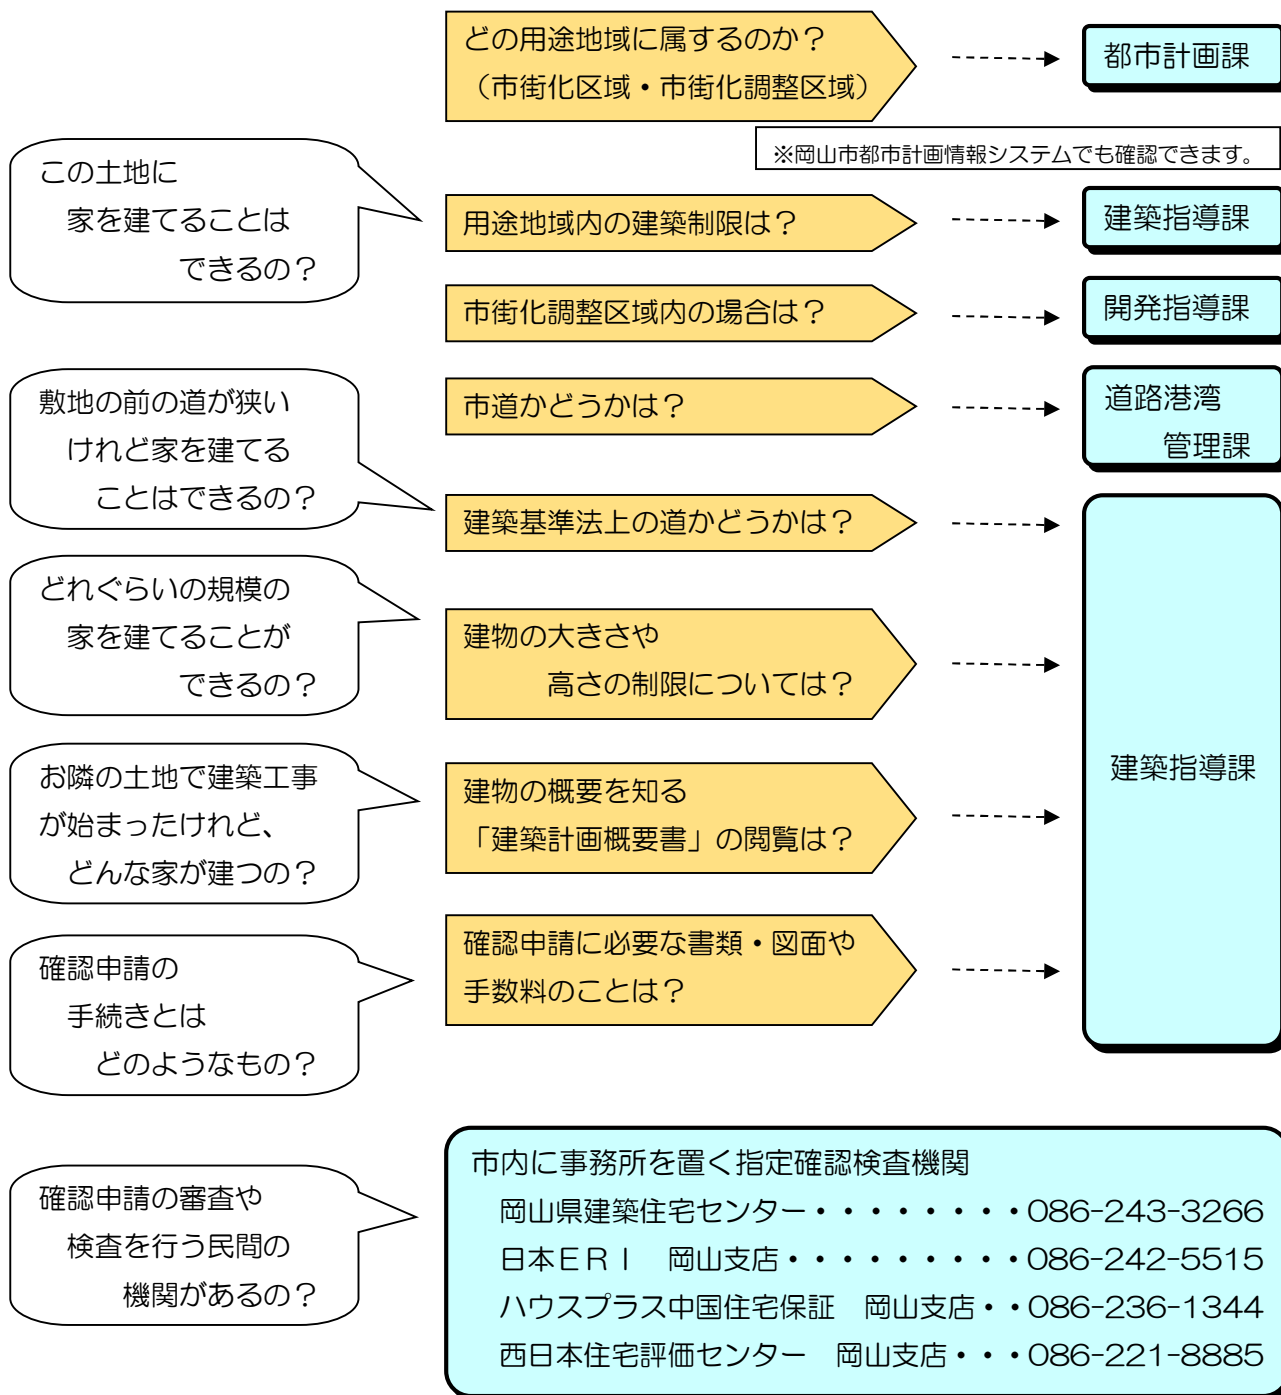 どの用途地域に属するのか？
（市街化区域・市街化調整区域）
都市計画課
※岡山市都市計画情報システムでも確認できます。
この土地に
家を建てることは
できるの？
用途地域内の建築制限は？
建築指導課
市街化調整区域内の場合は？
開発指導課
敷地の前の道が狭い
けれど家を建てる
ことはできるの？
市道かどうかは？
道路港湾
管理課
建築基準法上の道かどうかは？
どれぐらいの規模の
家を建てることが
できるの？
建物の大きさや
高さの制限については？
建築指導課
お隣の土地で建築工事
が始まったけれど、
どんな家が建つの？
建物の概要を知る
「建築計画概要書」の閲覧は？
確認申請の
手続きとは
どのようなもの？
確認申請に必要な書類・図面や
手数料のことは？
確認申請の審査や
検査を行う民間の
機関があるの？
市内に事務所を置く指定確認検査機関
岡山県建築住宅センター・・・・・・・・086-243-3266
日本ＥＲＩ　岡山支店・・・・・・・・・086-242-5515
ハウスプラス中国住宅保証　岡山支店・・086-236-1344
西日本住宅評価センター　岡山支店・・・086-221-8885